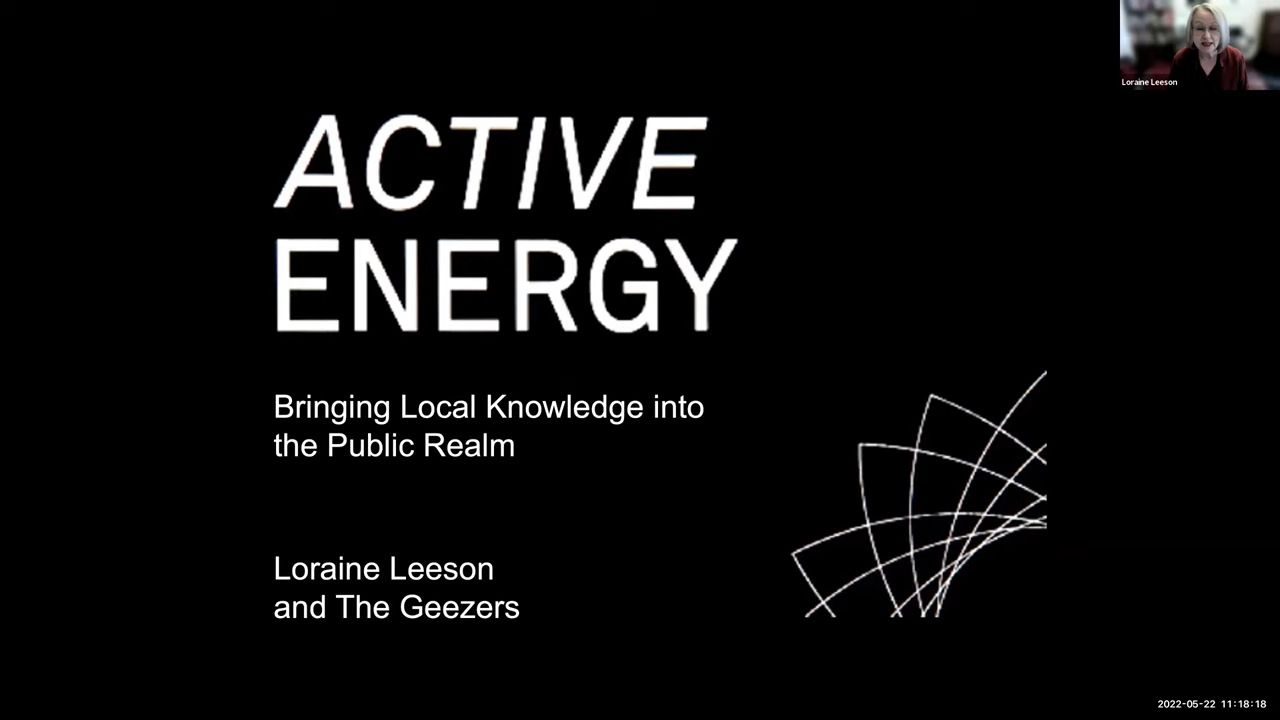 Loraine Leeson
ACTIVE
ENERGY
Bringing Local Knowledge into
the Public Realm
Loraine Leeson
and The Geezers
2022-05-22 11:18:18